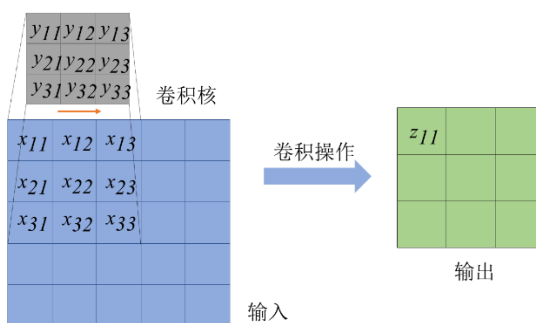 y11 y12 y13
y21 y22 y23
y31 y32 y33
卷积核
x11 x12 x13
x21 x22 x23
x31 x32 x33
卷积操作
z11
输出
输入